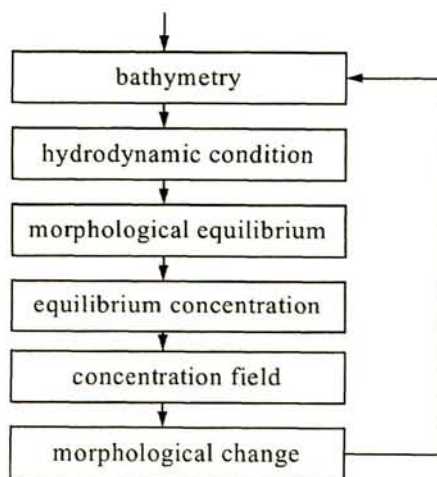 bathymetry
hydrodynamic condition
morphological equilibrium
equilibrium concentration
concentration field
morphological change